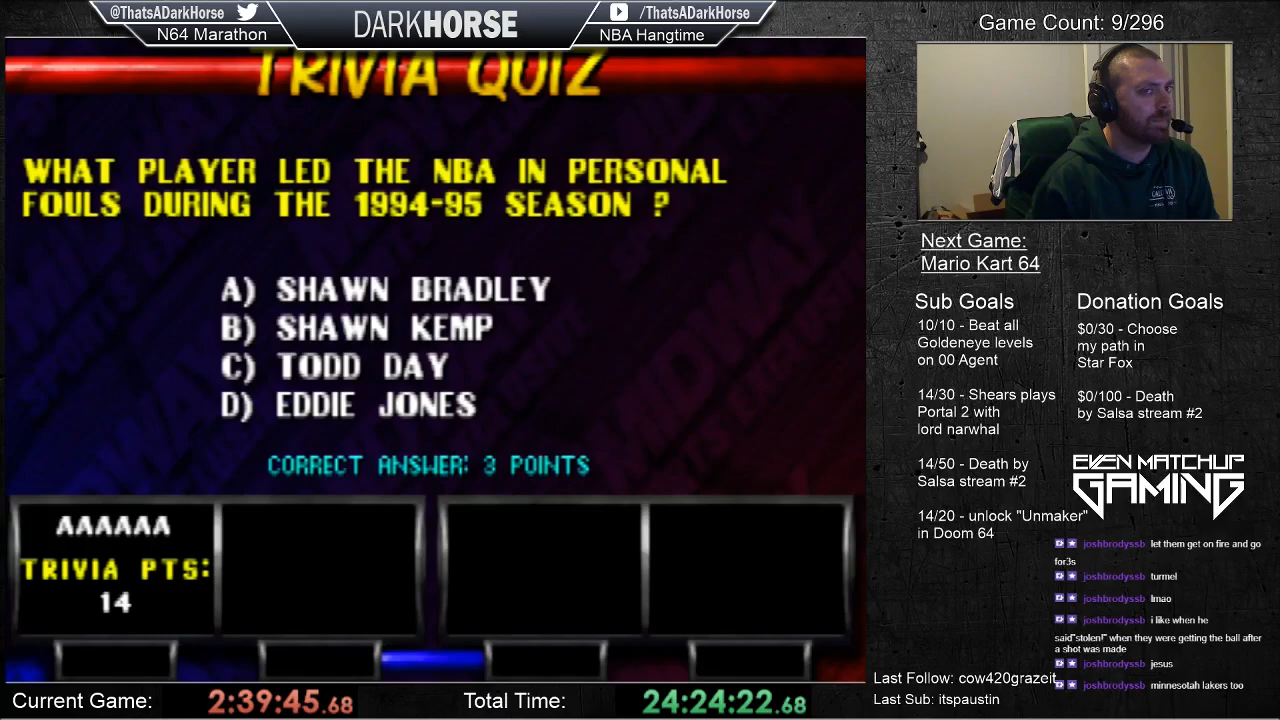 @ThatsADarkHorse
N64 Marathon
DARKHORSE
/ThatsADarkHorse
NBA Hangtime
Game Count: 9/296
TRIVIA QUIZ
WHAT PLAYER LED THE NBA IN PERSONAL
FOULS DURING THE 1994-95 SEASON ?
A) SHAWN BRADLEY
B) SHAWN KEMP
C) TODD DAY
D) EDDIE JONES
CORRECT ANSWER: 3 POINTS
AAAAAA
TRIVIA PTS:
14
Next Game:
Mario Kart 64
Sub Goals
10/10 - Beat all
Goldeneye levels
on 00 Agent
14/30 - Shears plays
Portal 2 with
lord narwhal
14/50 - Death by
Salsa stream #2
14/20 - unlock "Unmaker"
in Doom 64
Donation Goals
$0/30 - Choose
my path in
Star Fox
$0/100 - Death
by Salsa stream #2
EVEN MATCHUP
GAMING
joshbrodyssb let them get on fire and go
for3s
joshbrodyssb turmel
joshbrodyssb lmao
joshbrodyssb i like when he
said"stolen!" when they were getting the ball after
a shot was made
joshbrodyssb jesus
joshbrodyssb minnesotah lakers too
Last Follow: cow420grazeit
Last Sub: itspaustin
Current Game: 2:39:45.68
Total Time: 24:24:22.68